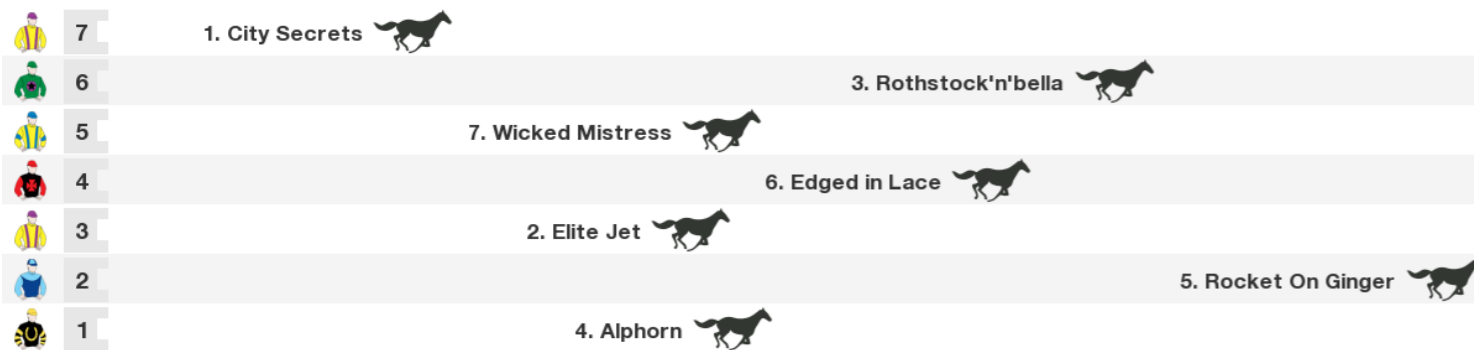 7 1. City Secrets
6 3. Rothstock'n'bella
5 7. Wicked Mistress
4 6. Edged in Lace
3 2. Elite Jet
2 5. Rocket On Ginger
1 4. Alphorn